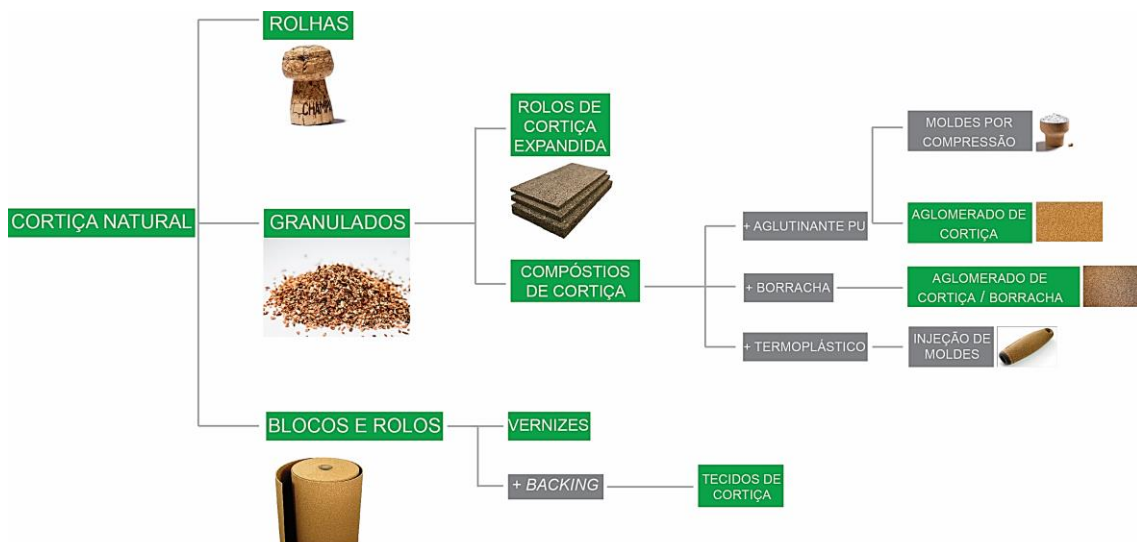 ROLHAS
CHAMP
ROLOS DE
CORTIÇA
EXPANDIDA
MOLDES POR
COMPRESSÃO
CORTIÇA NATURAL
GRANULADOS
+ AGLUTINANTE PU
AGLOMERADO DE
CORTIÇA
COMPÓSTIOS
DE CORTIÇA
+ BORRACHA
AGLOMERADO DE
CORTIÇA / BORRACHA
+ TERMOPLÁSTICO
INJEÇÃO DE
MOLDES
BLOCOS E ROLOS
VERNIZES
+ BACKING
TECIDOS DE
CORTIÇA